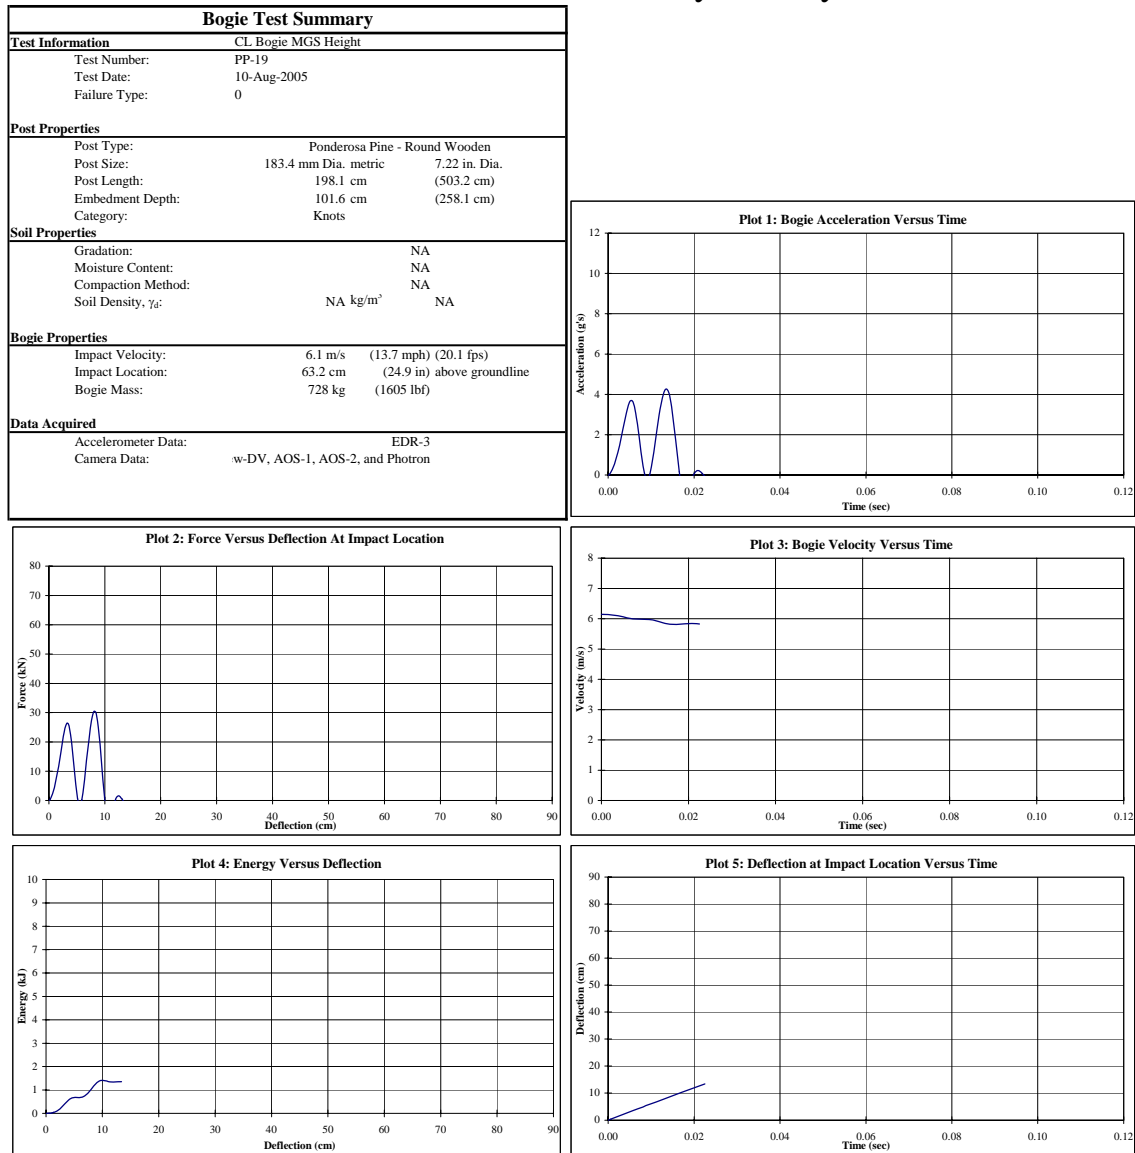 Bogie Test Summary
Test Information CL Bogie MGS Height
Test Number: PP-19
Test Date: 10-Aug-2005
Failure Type: 0
Post Properties
Post Type: Ponderosa Pine - Round Wooden
Post Size: 183.4 mm Dia. metric 7.22 in. Dia.
Post Length: 198.1 cm (503.2 cm)
Embedment Depth: 101.6 cm (258.1 cm)
Category: Knots
Soil Properties
Gradation: NA
Moisture Content: NA
Compaction Method: NA
Soil Density, γd: NA kg/m³ NA
Bogie Properties
Impact Velocity: 6.1 m/s (13.7 mph) (20.1 fps)
Impact Location: 63.2 cm (24.9 in) above groundline
Bogie Mass: 728 kg (1605 lbf)
Data Acquired
Accelerometer Data: EDR-3
Camera Data: w-DV, AOS-1, AOS-2, and Photron
Plot 1: Bogie Acceleration Versus Time
12
10
8
6
4
2
0
Acceleration (g's)
0.00 0.02 0.04 0.06 0.08 0.10 0.12
Time (sec)
Plot 2: Force Versus Deflection At Impact Location
80
70
60
50
40
30
20
10
0
Force (kN)
0 10 20 30 40 50 60 70 80 90
Deflection (cm)
Plot 3: Bogie Velocity Versus Time
8
7
6
5
4
3
2
1
0
Velocity (m/s)
0.00 0.02 0.04 0.06 0.08 0.10 0.12
Time (sec)
Plot 4: Energy Versus Deflection
10
9
8
7
6
5
4
3
2
1
0
Energy (kJ)
0 10 20 30 40 50 60 70 80 90
Deflection (cm)
Plot 5: Deflection at Impact Location Versus Time
90
80
70
60
50
40
30
20
10
0
Deflection (cm)
0.00 0.02 0.04 0.06 0.08 0.10 0.12
Time (sec)